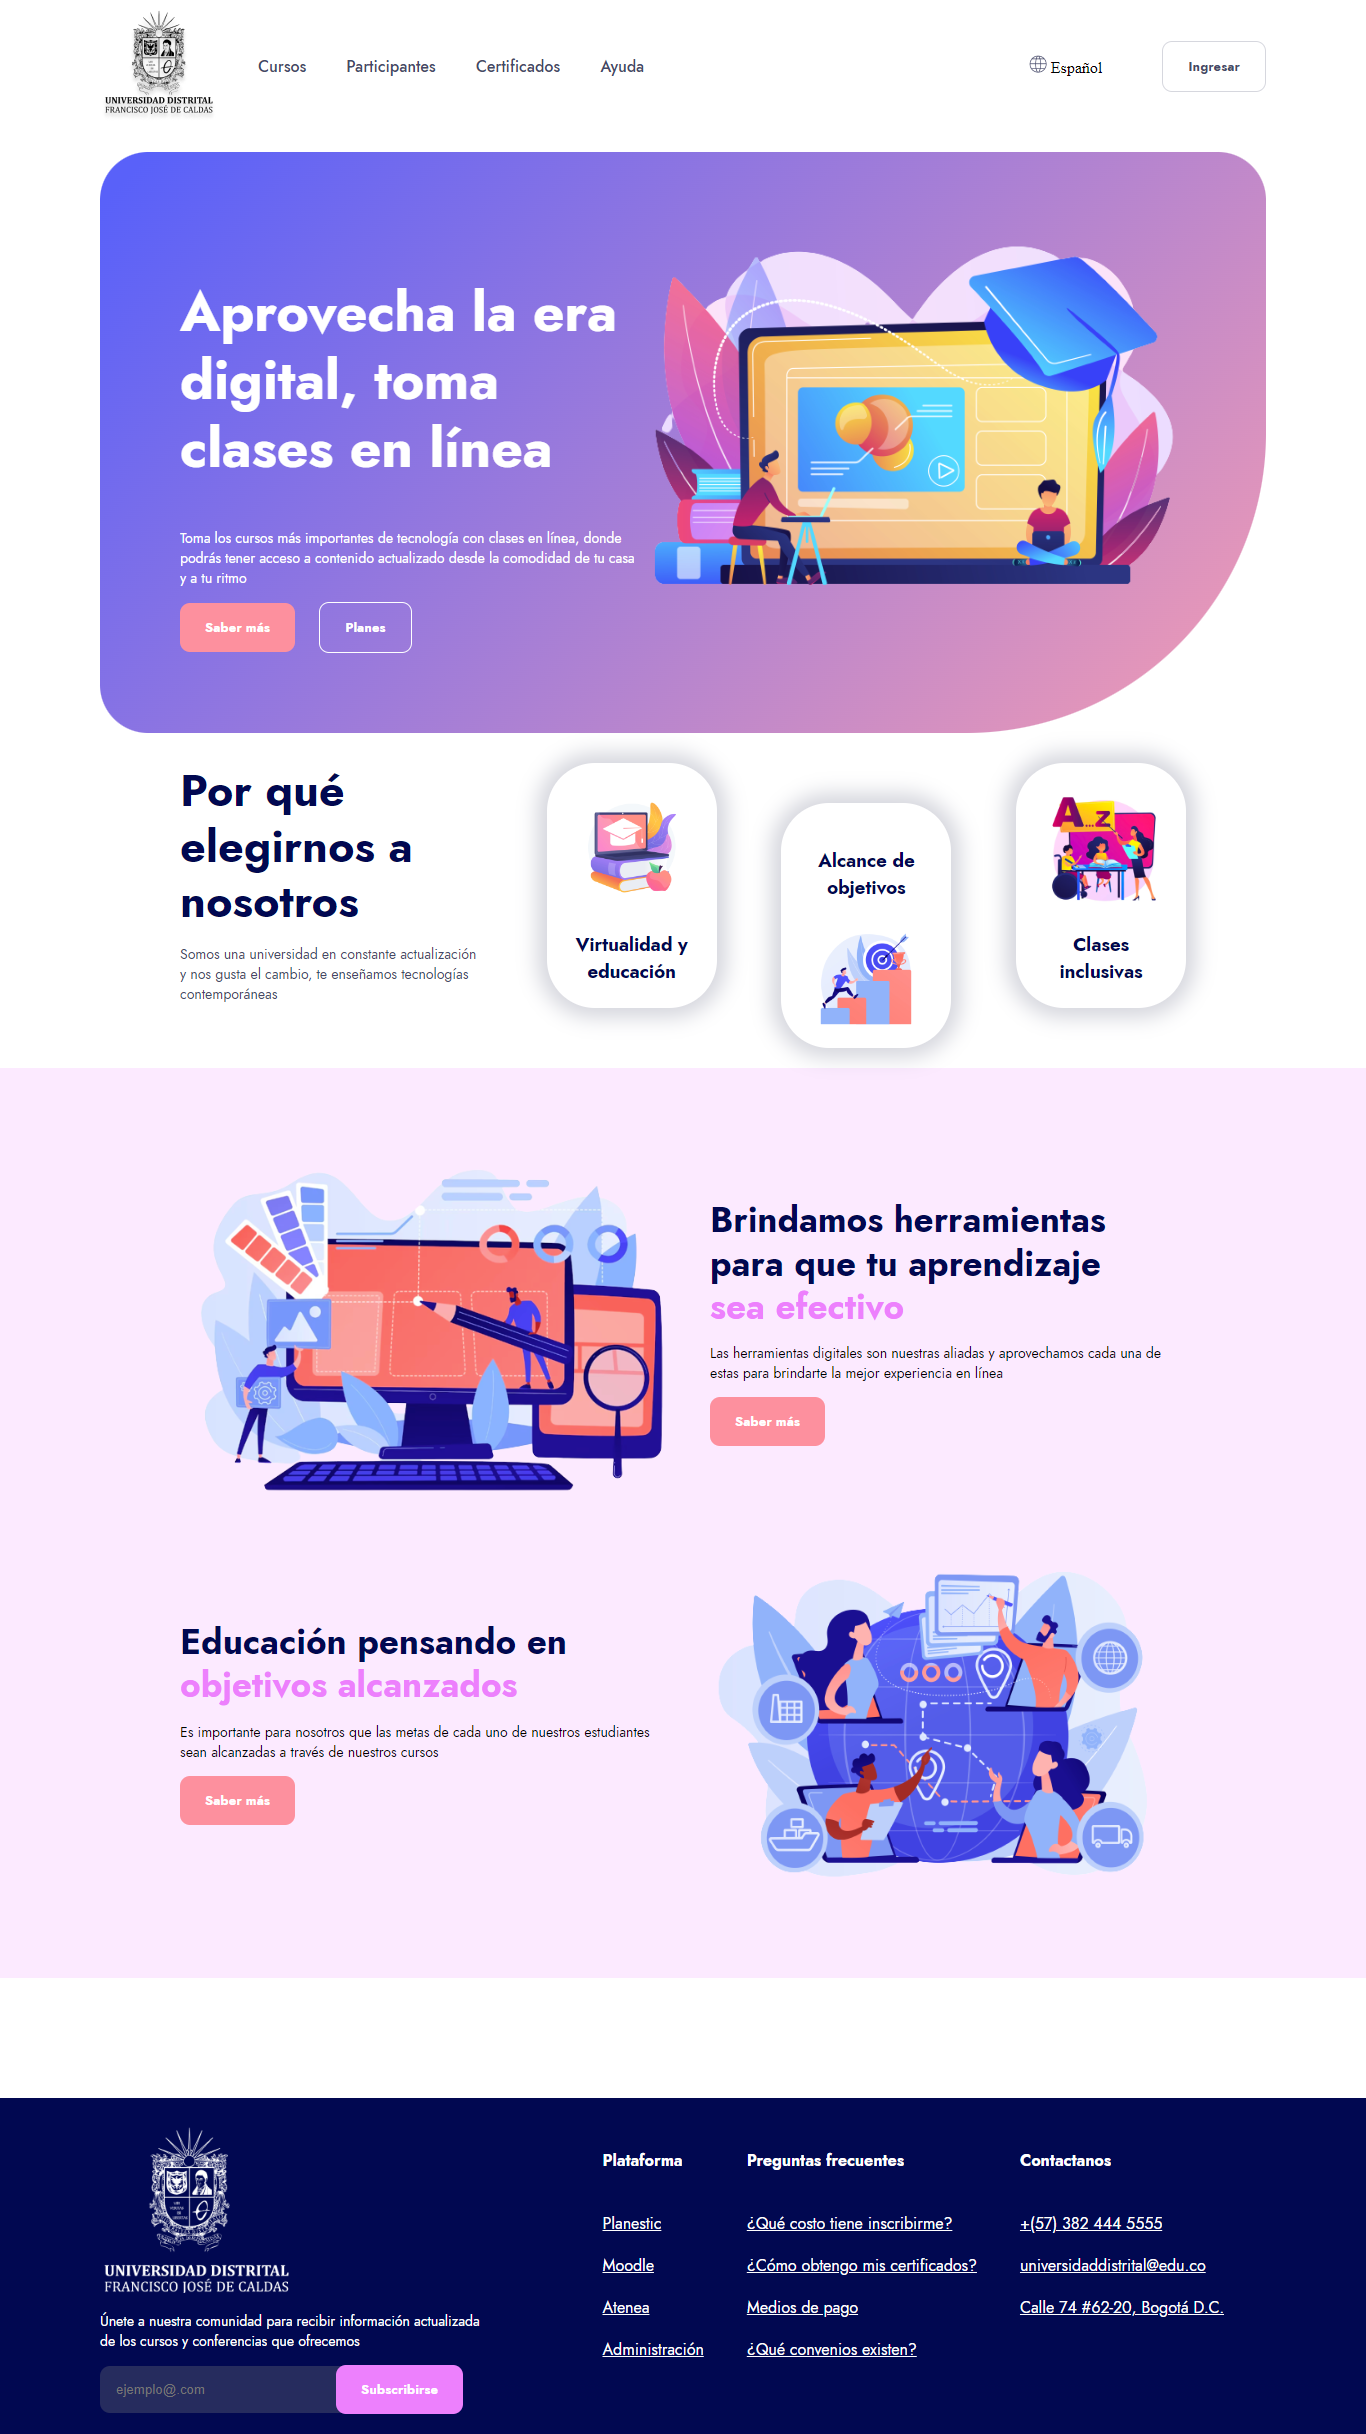 UNIVERSIDAD DISTRITAL
FRANCISCO JOSÉ DE CALDAS
Cursos
Participantes
Certificados
Ayuda
Español
Ingresar
Aprovecha la era
digital, toma
clases en línea
Toma los cursos más importantes de tecnología con clases en línea, donde
podrás tener acceso a contenido actualizado desde la comodidad de tu casa
y a tu ritmo
Saber más
Planes
Por qué
elegirnos a
nosotros
Somos una universidad en constante actualización
y nos gusta el cambio, te enseñamos tecnologías
contemporáneas
Virtualidad y
educación
Alcance de
objetivos
A...z
Clases
inclusivas
Brindamos herramientas
para que tu aprendizaje
sea efectivo
Las herramientas digitales son nuestras aliadas y aprovechamos cada una de
estas para brindarte la mejor experiencia en línea
Saber más
Educación pensando en
objetivos alcanzados
Es importante para nosotros que las metas de cada uno de nuestros estudiantes
sean alcanzadas a través de nuestros cursos
Saber más
UNIVERSIDAD DISTRITAL
FRANCISCO JOSÉ DE CALDAS
Únete a nuestra comunidad para recibir información actualizada
de los cursos y conferencias que ofrecemos
ejemplo@.com
Subscribirse
Plataforma
Planestic
Moodle
Atenea
Administración
Preguntas frecuentes
¿Qué costo tiene inscribirme?
¿Cómo obtengo mis certificados?
Medios de pago
¿Qué convenios existen?
Contactanos
+(57) 382 444 5555
universidaddistrital@edu.co
Calle 74 #62-20, Bogotá D.C.